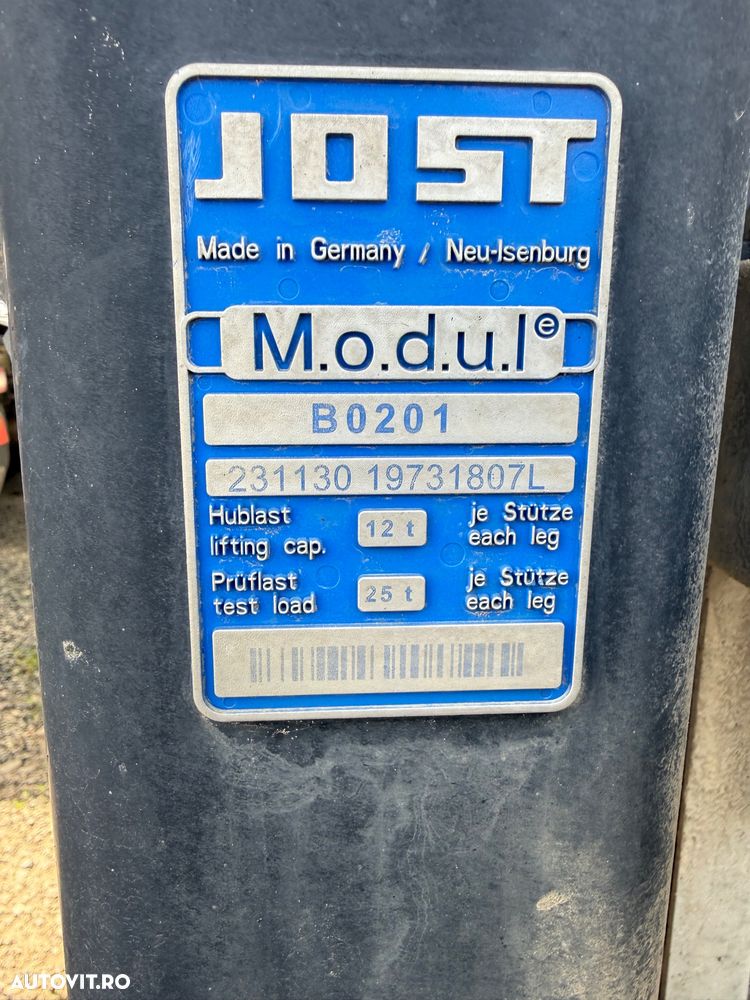 JOST
Made in Germany / Neu-Isenburg
M.o.d.u.l e
B0201
231130 19731807L
Hublast 12 t je Stütze
lifting cap. each leg
Prüflast 25 t je Stütze
test load each leg
AUTOVIT.RO